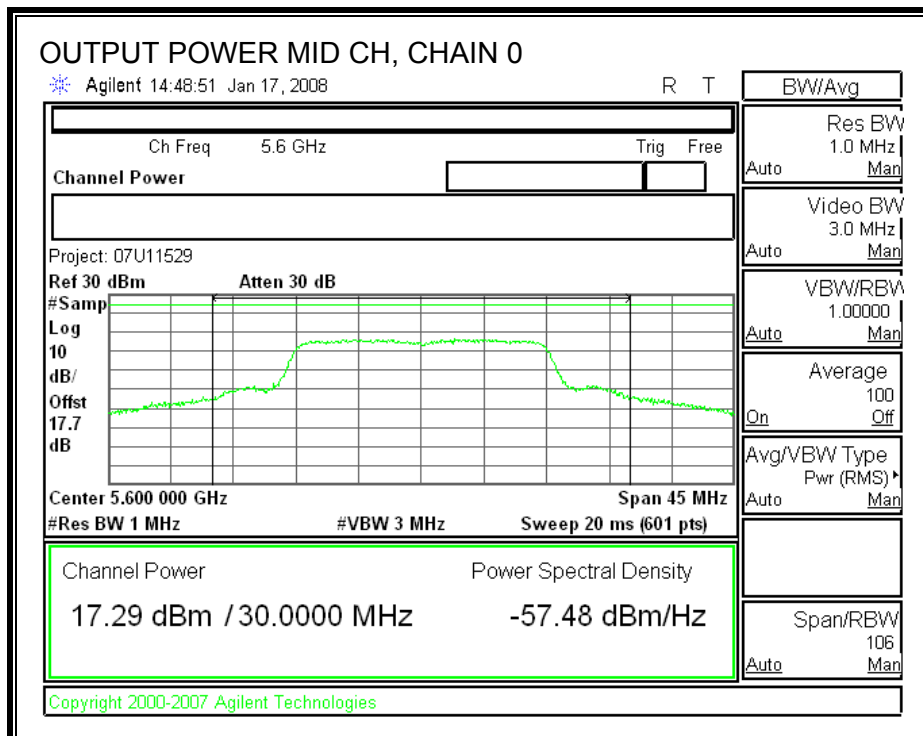 OUTPUT POWER MID CH, CHAIN 0
Agilent 14:48:51 Jan 17, 2008 R T
BW/Avg
Ch Freq 5.6 GHz Trig Free
Channel Power
Res BW
1.0 MHz
Auto Man
Video BW
3.0 MHz
Auto Man
Project: 07U11529
Ref 30 dBm Atten 30 dB
#Samp
Log
10
dB/
Offst
17.7
dB
VBW/RBW
1.00000
Auto Man
Average
100
On Off
Avg/VBW Type
Pwr (RMS)
Auto Man
Center 5.600 000 GHz Span 45 MHz
#Res BW 1 MHz #VBW 3 MHz Sweep 20 ms (601 pts)
Channel Power Power Spectral Density
17.29 dBm / 30.0000 MHz -57.48 dBm/Hz
Span/RBW
106
Auto Man
Copyright 2000-2007 Agilent Technologies